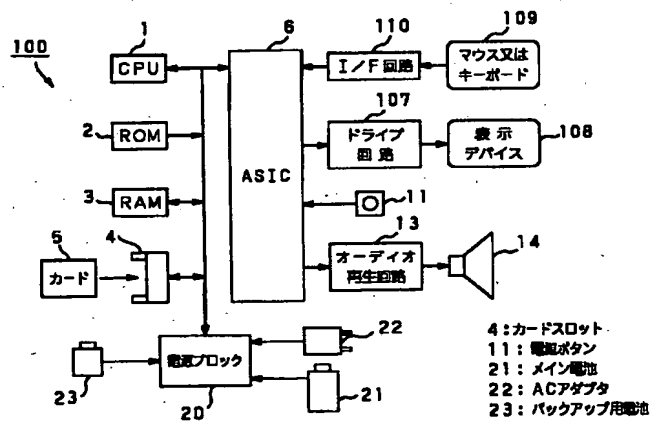 100
1
CPU
2
ROM
3
RAM
5
カード
4
6
ASIC
110
I/F回路
109
マウス又は
キーボード
107
ドライブ
回路
表示
デバイス
108
11
13
オーディオ
再生回路
14
電源ブロック
20
23
22
21
4:カードスロット
11:電源ボタン
21:メイン電池
22:ACアダプタ
23:バックアップ用電池